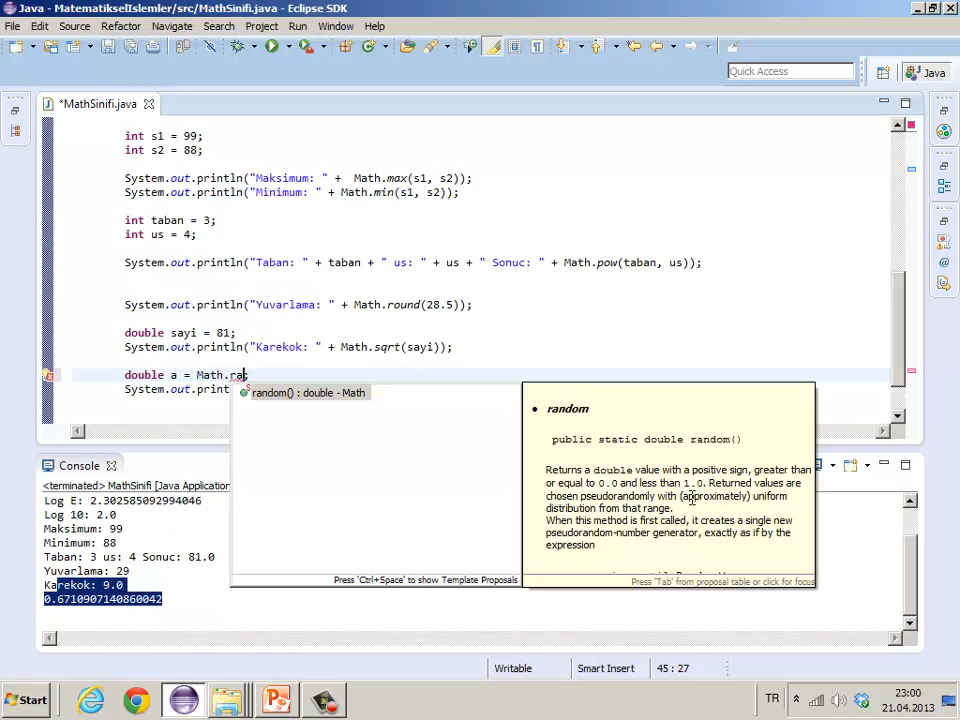 Java - MatematikselIslemler/src/MathSinifi.java - Eclipse SDK
File Edit Source Refactor Navigate Search Project Run Window Help
Quick Access
Java
*MathSinifi.java
int s1 = 99;
int s2 = 88;
System.out.println("Maksimum: " + Math.max(s1, s2));
System.out.println("Minimum: " + Math.min(s1, s2));
int taban = 3;
int us = 4;
System.out.println("Taban: " + taban + " us: " + us + " Sonuc: " + Math.pow(taban, us));
System.out.println("Yuvarlama: " + Math.round(28.5));
double sayi = 81;
System.out.println("Karekok: " + Math.sqrt(sayi));
double a = Math.ra;
System.out.print
random() : double - Math
Press 'Ctrl+Space' to show Template Proposals
random
public static double random()
Returns a double value with a positive sign, greater than
or equal to 0.0 and less than 1.0. Returned values are
chosen pseudorandomly with (approximately) uniform
distribution from that range.
When this method is first called, it creates a single new
pseudorandom-number generator, exactly as if by the
expression
Press 'Tab' from proposal table or click for focus
Console
<terminated> MathSinifi [Java Application
Log E: 2.302585092994046
Log 10: 2.0
Maksimum: 99
Minimum: 88
Taban: 3 us: 4 Sonuc: 81.0
Yuvarlama: 29
Karekok: 9.0
0.6710907140860042
Writable
Smart Insert
45 : 27
Start
TR
23:00
21.04.2013